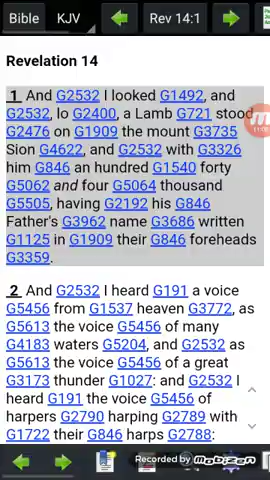 Bible KJV Rev 14:1
Revelation 14
1 And G2532 I looked G1492, and
G2532, lo G2400, a Lamb G721 stood
G2476 on G1909 the mount G3735
Sion G4622, and G2532 with G3326
him G846 an hundred G1540 forty
G5062 and four G5064 thousand
G5505, having G2192 his G846
Father's G3962 name G3686 written
G1125 in G1909 their G846 foreheads
G3359.
2 And G2532 I heard G191 a voice
G5456 from G1537 heaven G3772, as
G5613 the voice G5456 of many
G4183 waters G5204, and G2532 as
G5613 the voice G5456 of a great
G3173 thunder G1027: and G2532 I
heard G191 the voice G5456 of
harpers G2790 harping G2789 with
G1722 their G846 harps G2788:
Recorded by Mobizen